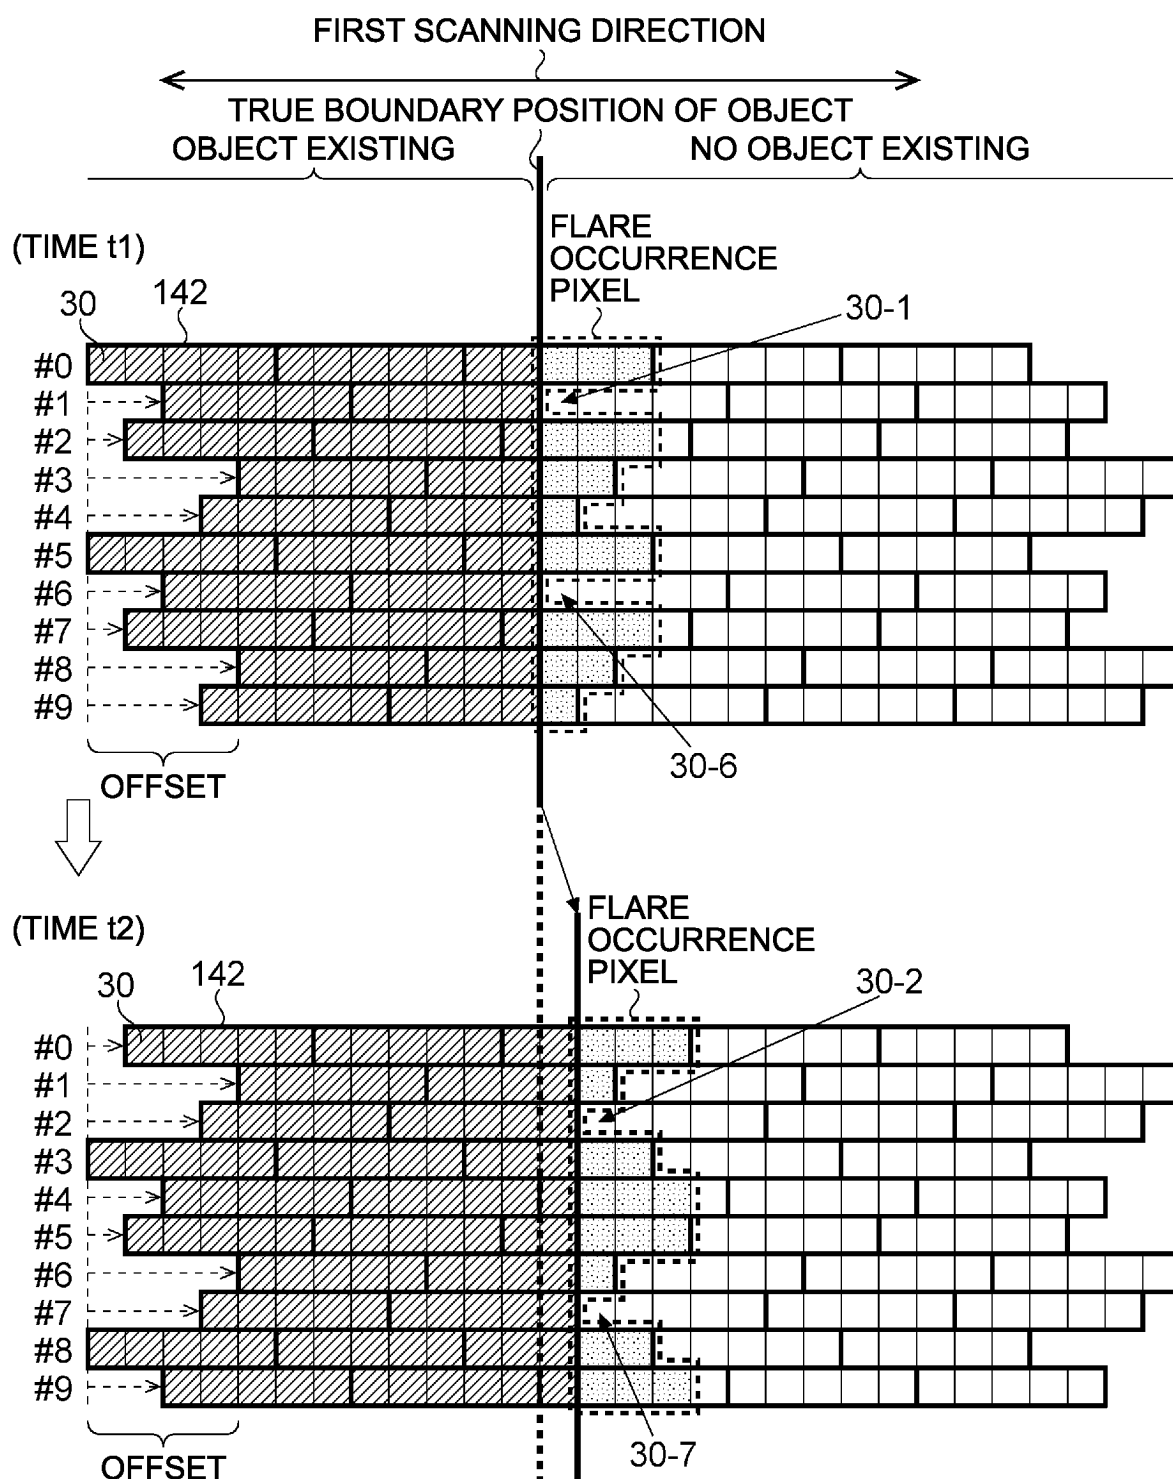 FIRST SCANNING DIRECTION
TRUE BOUNDARY POSITION OF OBJECT
OBJECT EXISTING
NO OBJECT EXISTING
(TIME t1)
FLARE
OCCURRENCE
PIXEL
30
142
30-1
#0
#1
#2
#3
#4
#5
#6
#7
#8
#9
30-6
OFFSET
(TIME t2)
FLARE
OCCURRENCE
PIXEL
30
142
30-2
#0
#1
#2
#3
#4
#5
#6
#7
#8
#9
30-7
OFFSET